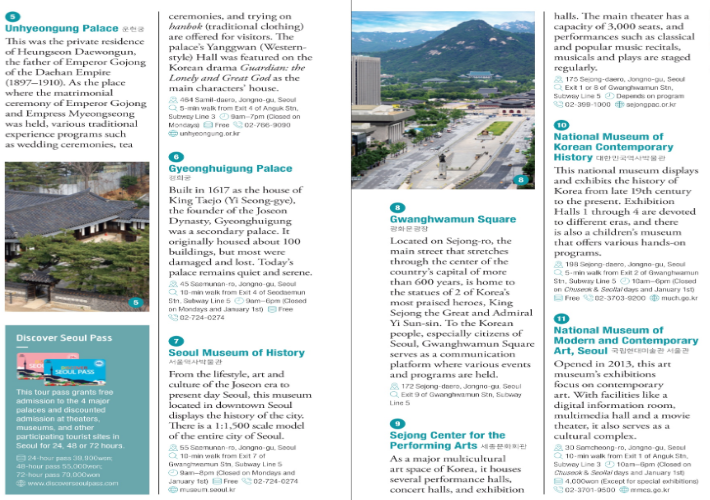 5
Unhyeongung Palace 운현궁
This was the private residence
of Heungseon Daewongun,
the father of Emperor Gojong
of the Daehan Empire
(1897–1910). As the place
where the matrimonial
ceremony of Emperor Gojong
and Empress Myeongseong
was held, various traditional
experience programs such
as wedding ceremonies, tea
5
Discover Seoul Pass
SEOUL PASS
This tour pass grants free
admission to the 4 major
palaces and discounted
admission at theaters,
museums, and other
participating tourist sites in
Seoul for 24, 48 or 72 hours.
24-hour pass 39,900won;
48-hour pass 55,000won;
72-hour pass 70,000won
www.discoverseoulpass.com
ceremonies, and trying on
hanbok (traditional clothing)
are offered for visitors. The
palace's Yanggwan (Western-
style) Hall was featured on the
Korean drama Guardian: the
Lonely and Great God as the
main characters' house.
464 Samil-daero, Jongno-gu, Seoul
5-min walk from Exit 4 of Anguk Stn,
Subway Line 3 9am–7pm (Closed on
Mondays) Free 02-766-9090
unhyeongung.or.kr
6
Gyeonghuigung Palace
경희궁
Built in 1617 as the house of
King Taejo (Yi Seong-gye),
the founder of the Joseon
Dynasty, Gyeonghuigung
was a secondary palace. It
originally housed about 100
buildings, but most were
damaged and lost. Today's
palace remains quiet and serene.
45 Saemunan-ro, Jongno-gu, Seoul
10-min walk from Exit 4 of Seodaemun
Stn, Subway Line 5 9am–6pm (Closed
on Mondays and January 1st) Free
02-724-0274
7
Seoul Museum of History
서울역사박물관
From the lifestyle, art and
culture of the Joseon era to
present day Seoul, this museum
located in downtown Seoul
displays the history of the city.
There is a 1:1,500 scale model
of the entire city of Seoul.
55 Saemunan-ro, Jongno-gu, Seoul
10-min walk from Exit 7 of
Gwanghwamun Stn, Subway Line 5
9am–8pm (Closed on Mondays and
January 1st) Free 02-724-0274
museum.seoul.kr
8
8
Gwanghwamun Square
광화문광장
Located on Sejong-ro, the
main street that stretches
through the center of the
country's capital of more
than 600 years, is home to
the statues of 2 of Korea's
most praised heroes, King
Sejong the Great and Admiral
Yi Sun-sin. To the Korean
people, especially citizens of
Seoul, Gwanghwamun Square
serves as a communication
platform where various events
and programs are held.
172 Sejong-daero, Jongno-gu, Seoul
Exit 9 of Gwanghwamun Stn, Subway
Line 5
9
Sejong Center for the
Performing Arts 세종문화회관
As a major multicultural
art space of Korea, it houses
several performance halls,
concert halls, and exhibition
halls. The main theater has a
capacity of 3,000 seats, and
performances such as classical
and popular music recitals,
musicals and plays are staged
regularly.
175 Sejong-daero, Jongno-gu, Seoul
Exit 1 or 8 of Gwanghwamun Stn,
Subway Line 5 Depends on program
02-399-1000 sejongpac.or.kr
10
National Museum of
Korean Contemporary
History 대한민국역사박물관
This national museum displays
and exhibits the history of
Korea from late 19th century
to the present. Exhibition
Halls 1 through 4 are devoted
to different eras, and there
is also a children's museum
that offers various hands-on
programs.
198 Sejong-daero, Jongno-gu, Seoul
5-min walk from Exit 2 of Gwanghwamun
Stn, Subway Line 5 10am–6pm (Closed
on Chuseok & Seollal days and January 1st)
Free 02-3703-9200 much.go.kr
11
National Museum of
Modern and Contemporary
Art, Seoul 국립현대미술관 서울관
Opened in 2013, this art
museum's exhibitions
focus on contemporary
art. With facilities like a
digital information room,
multimedia hall and a movie
theater, it also serves as a
cultural complex.
30 Samcheong-ro, Jongno-gu, Seoul
10-min walk from Exit 1 of Anguk Stn,
Subway Line 3 10am–6pm (Closed on
Chuseok & Seollal days and January 1st)
4,000won (Except for special exhibitions)
02-3701-9500 mmca.go.kr